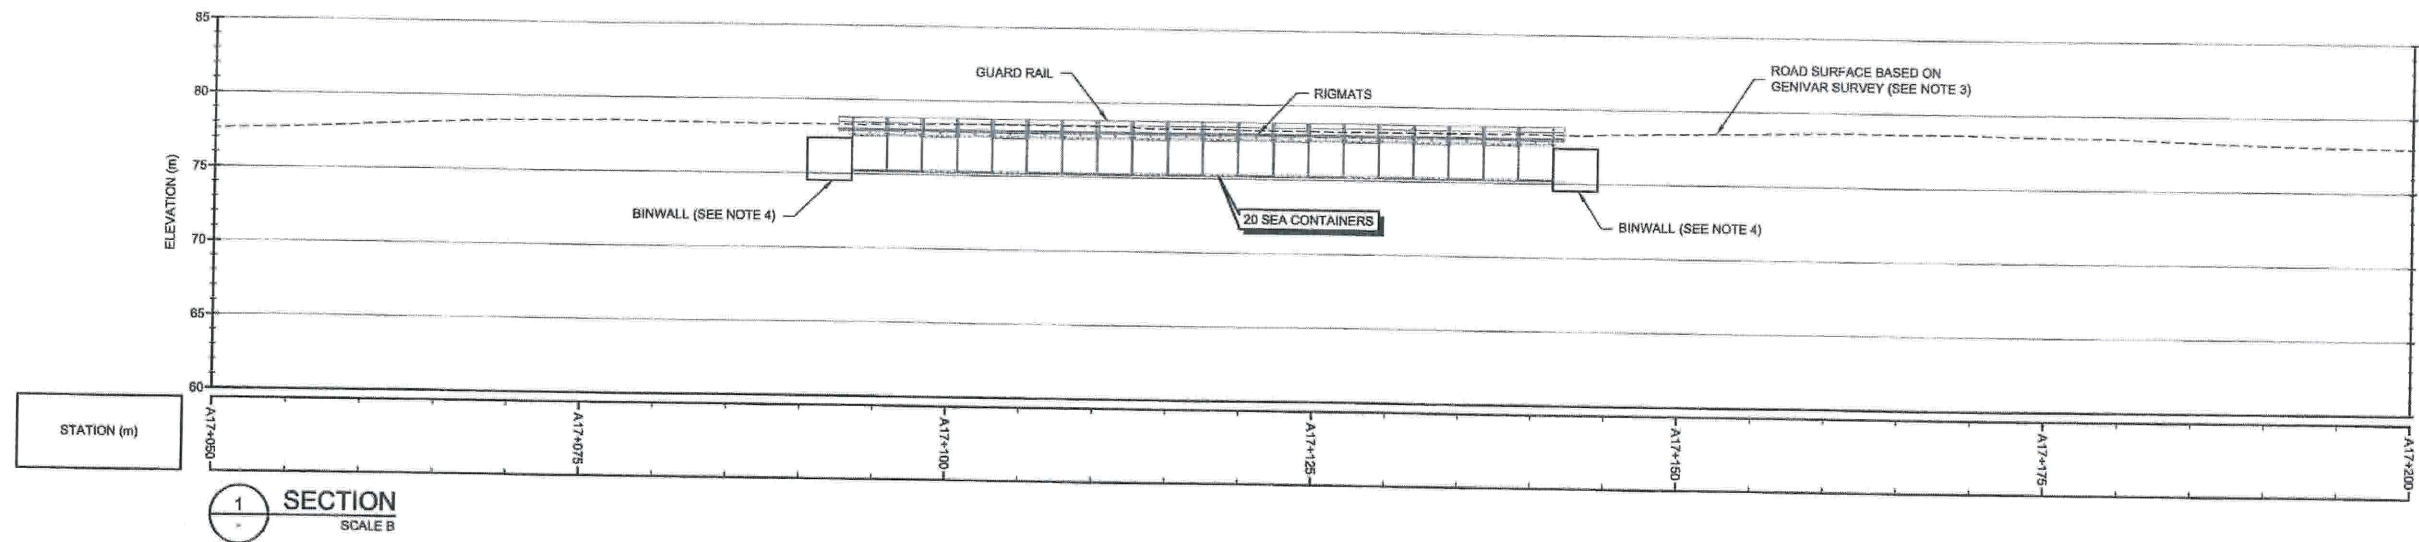 85
80
75
70
65
60
ELEVATION (m)
GUARD RAIL
RIGMATS
ROAD SURFACE BASED ON
GENIVAR SURVEY (SEE NOTE 3)
BINWALL (SEE NOTE 4)
20 SEA CONTAINERS
BINWALL (SEE NOTE 4)
STATION (m)
A17+050
A17+075
A17+100
A17+125
A17+150
A17+175
A17+200
1
SECTION
SCALE B